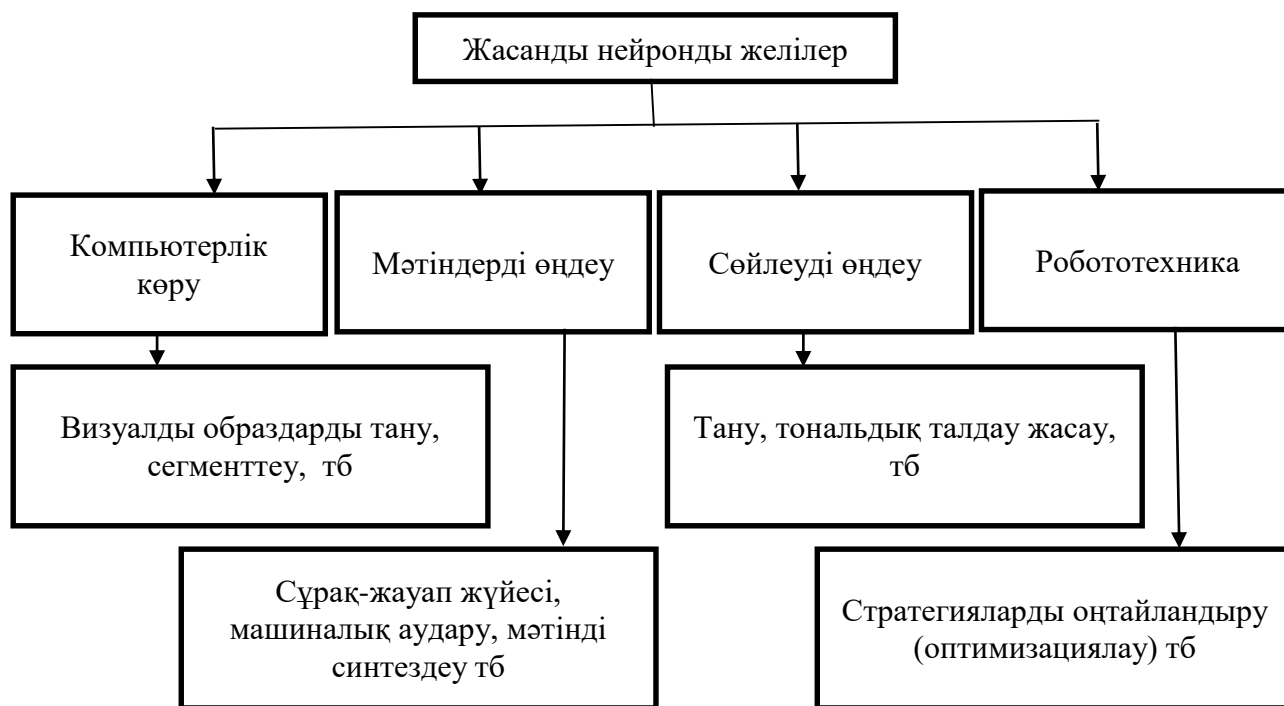 Жасанды нейронды желілер
Компьютерлік
көру
Мәтіндерді өңдеу
Сөйлеуді өңдеу
Робототехника
Визуалды образдарды тану,
сегменттеу, тб
Тану, тональдық талдау жасау,
тб
Сұрақ-жауап жүйесі,
машиналық аудару, мәтінді
синтездеу тб
Стратегияларды оңтайландыру
(оптимизациялау) тб